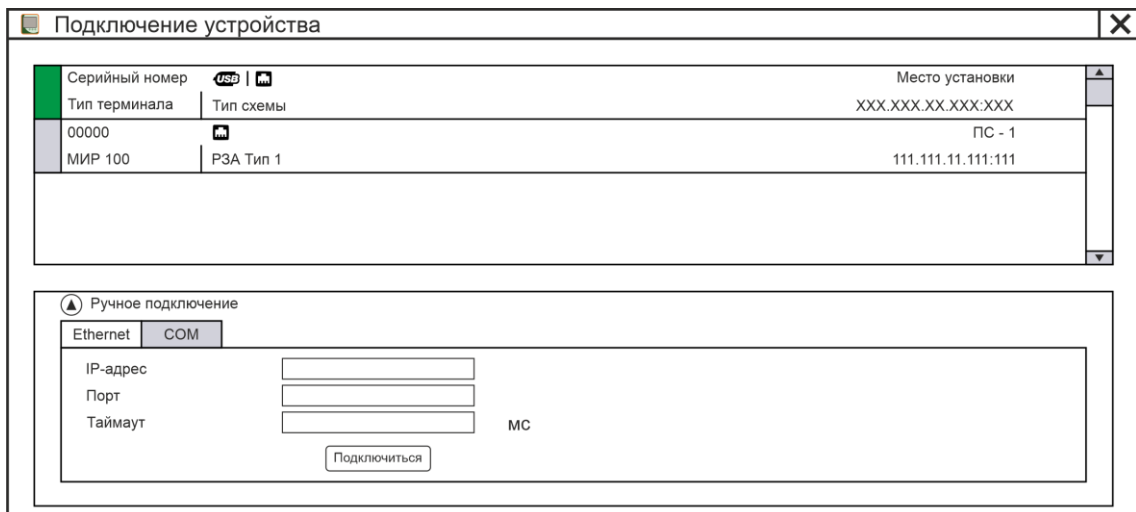 Подключение устройства
Серийный номер USB | Место установки
Тип терминала Тип схемы XXX.XXX.XX.XXX:XXX
00000 ПС - 1
МИР 100 РЗА Тип 1 111.111.11.111:111
Ручное подключение
Ethernet COM
IP-адрес
Порт
Таймаут мс
Подключиться